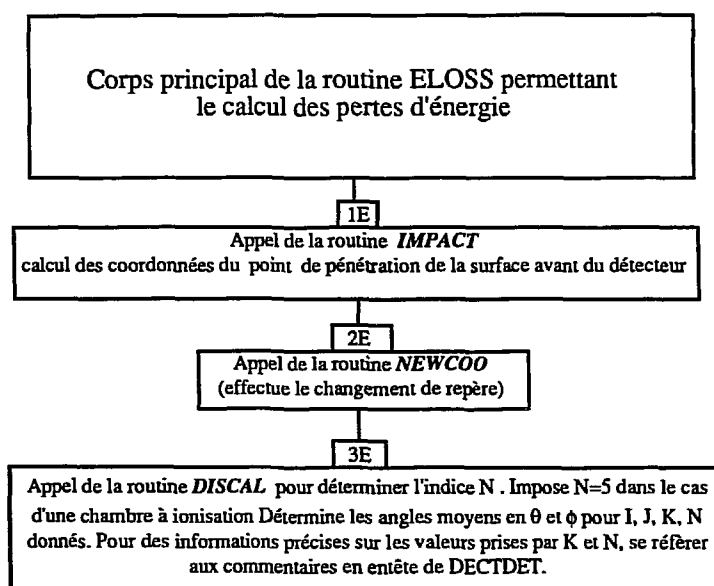 Corps principal de la routine ELOSS permettant
le calcul des pertes d'énergie
1E
Appel de la routine IMPACT
calcul des coordonnées du point de pénétration de la surface avant du détecteur
2E
Appel de la routine NEWCOO
(effectue le changement de repère)
3E
Appel de la routine DISCAL pour déterminer l'indice N . Impose N=5 dans le cas
d'une chambre à ionisation Détermine les angles moyens en θ et ϕ pour I, J, K, N
donnés. Pour des informations précises sur les valeurs prises par K et N, se référer
aux commentaires en entête de DECTDET.